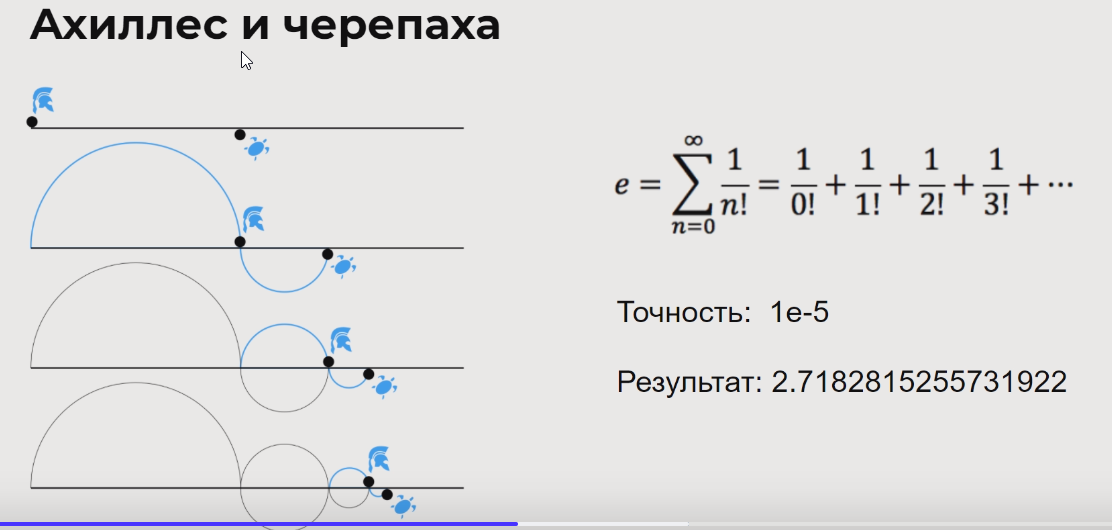 Ахиллес и черепаха
e = ∑_{n=0}^{∞} 1/n! = 1/0! + 1/1! + 1/2! + 1/3! + ⋯
Точность: 1e-5
Результат: 2.7182815255731922